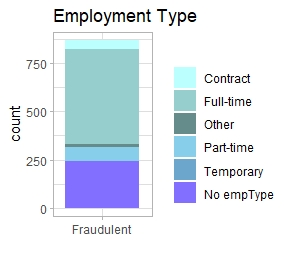 Employment Type
count
750
500
250
0
Fraudulent
Contract
Full-time
Other
Part-time
Temporary
No empType